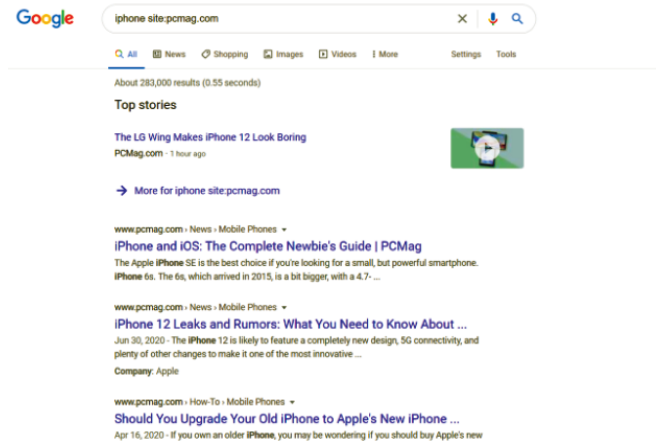 Google
iphone site:pcmag.com
All News Shopping Images Videos More Settings Tools
About 283,000 results (0.55 seconds)
Top stories
The LG Wing Makes iPhone 12 Look Boring
PCMag.com - 1 hour ago
More for iphone site:pcmag.com
www.pcmag.com › News › Mobile Phones
iPhone and iOS: The Complete Newbie's Guide | PCMag
The Apple iPhone SE is the best choice if you're looking for a small, but powerful smartphone.
iPhone 6s. The 6s, which arrived in 2015, is a bit bigger, with a 4.7- ...
www.pcmag.com › News › Mobile Phones
iPhone 12 Leaks and Rumors: What You Need to Know About ...
Jun 30, 2020 - The iPhone 12 is likely to feature a completely new design, 5G connectivity, and
plenty of other changes to make it one of the most innovative ...
Company: Apple
www.pcmag.com › How-To › Mobile Phones
Should You Upgrade Your Old iPhone to Apple's New iPhone ...
Apr 16, 2020 - If you own an older iPhone, you may be wondering if you should buy Apple's new